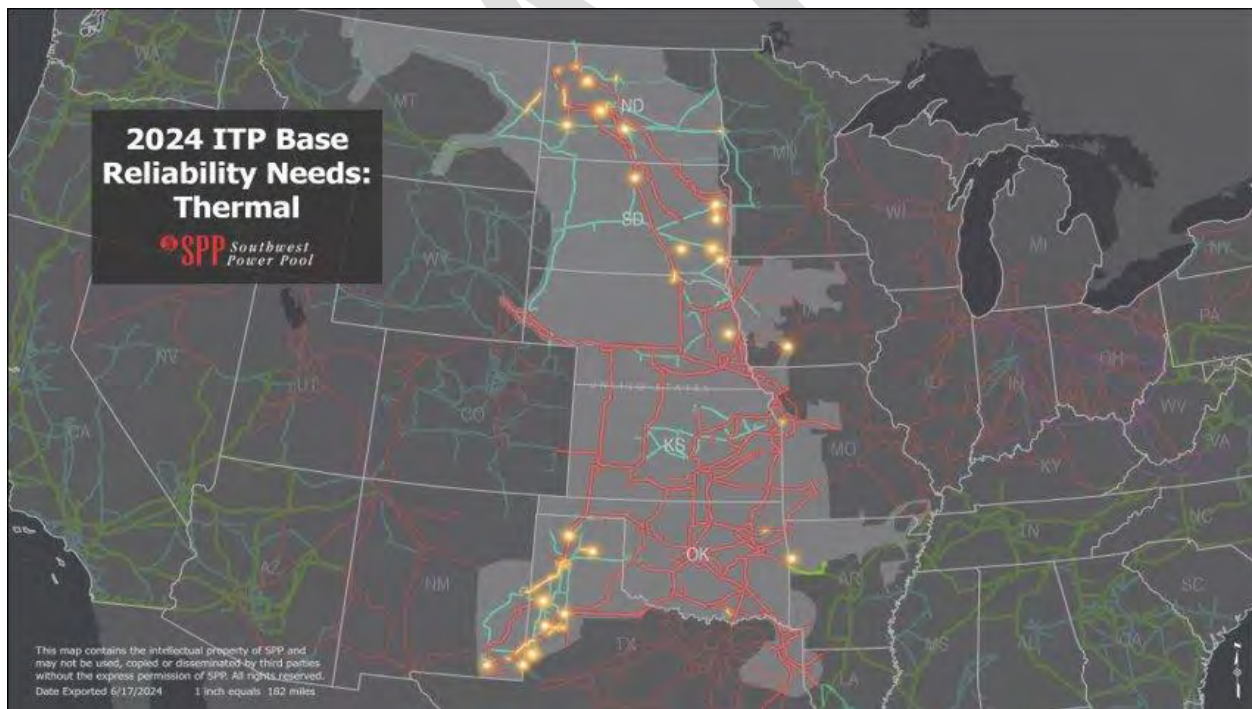 2024 ITP Base
Reliability Needs:
Thermal
SPP Southwest
Power Pool
WA
MT
ND
MN
SD
WI
MI
NY
WY
PA
NV
UT
CO
UNITED STATES
IN
OH
WV
VA
CA
KS
MO
KY
AZ
NM
OK
AR
TN
NC
SC
TX
MS
GA
LA
This map contains the intellectual property of SPP and
may not be used, copied or disseminated by third parties
without the express permission of SPP. All rights reserved.
Date Exported 6/17/2024 1 inch equals 182 miles
N